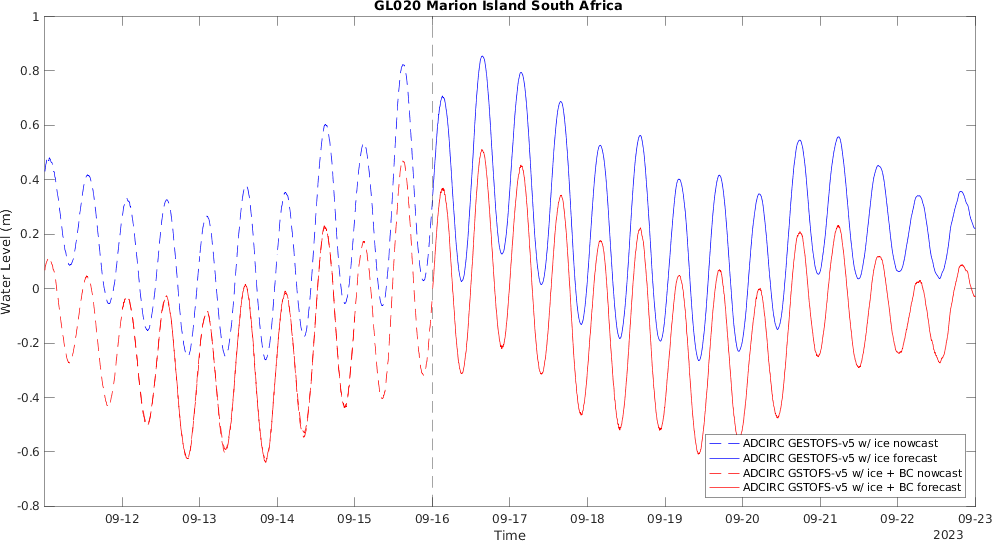 GL020 Marion Island South Africa
Water Level (m)
1
0.8
0.6
0.4
0.2
0
-0.2
-0.4
-0.6
-0.8
ADCIRC GESTOFS-v5 w/ ice nowcast
ADCIRC GESTOFS-v5 w/ ice forecast
ADCIRC GSTOFS-v5 w/ ice + BC nowcast
ADCIRC GSTOFS-v5 w/ ice + BC forecast
09-12 09-13 09-14 09-15 09-16 09-17 09-18 09-19 09-20 09-21 09-22 09-23
Time
2023